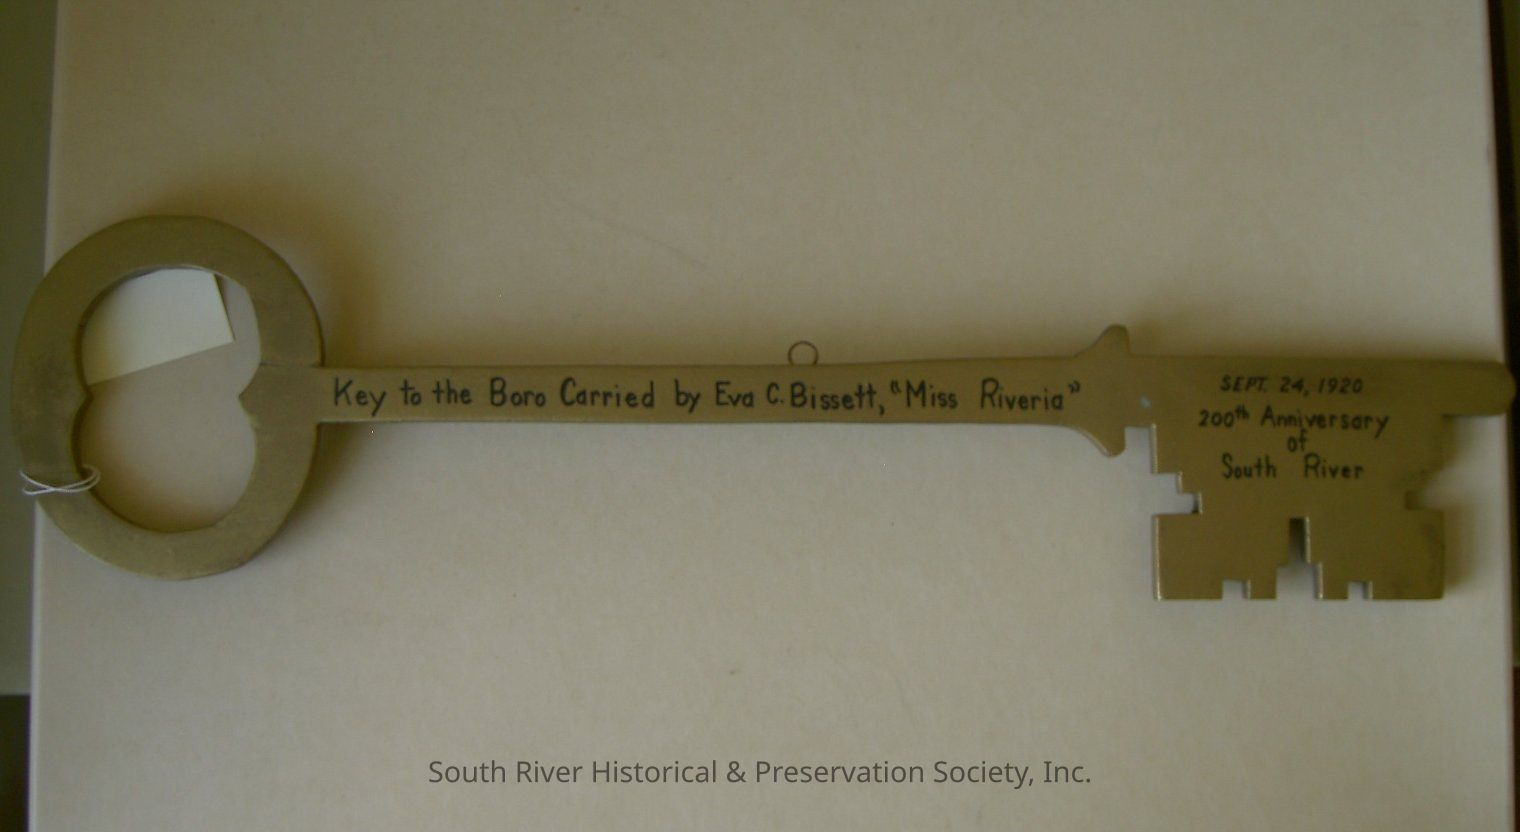 Key to the Boro Carried by Eva C. Bissett, "Miss Riveria"
SEPT. 24, 1920
200th Anniversary
of
South River
South River Historical & Preservation Society, Inc.